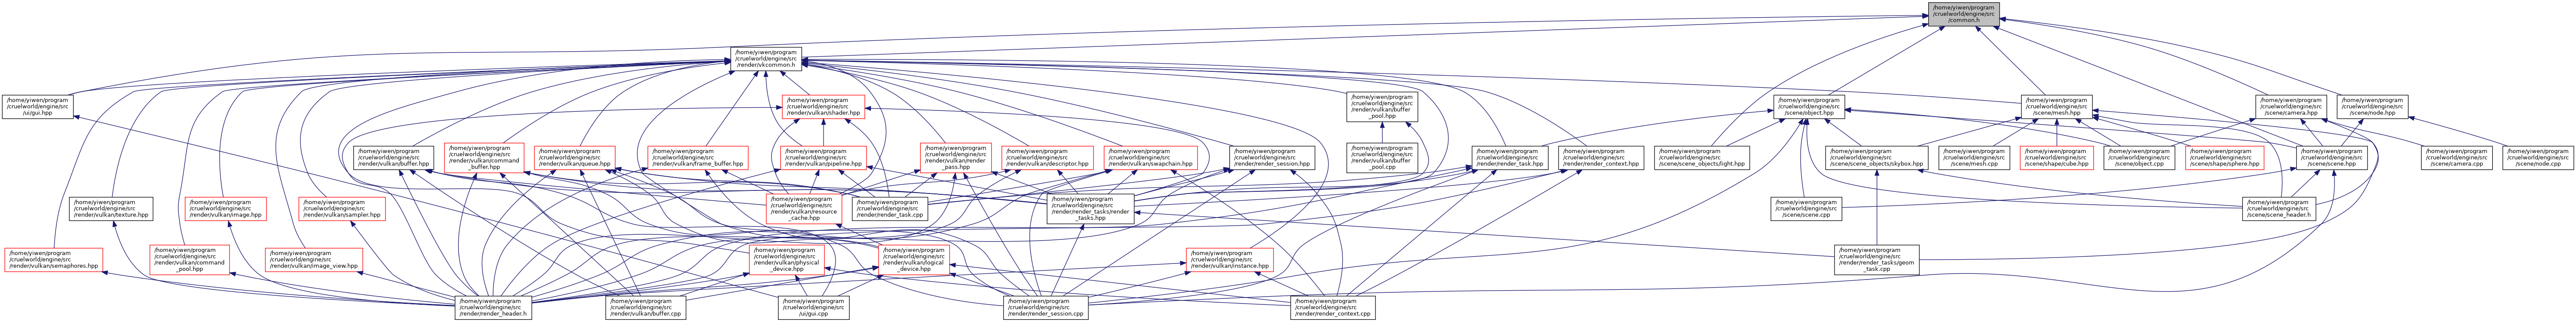 /home/yiwen/program
/cruelworld/engine/src
/common.h
/home/yiwen/program
/cruelworld/engine/src
/render/vkcommon.h
/home/yiwen/program
/cruelworld/engine/src
/ui/gui.hpp
/home/yiwen/program
/cruelworld/engine/src
/render/vulkan/shader.hpp
/home/yiwen/program
/cruelworld/engine/src
/render/vulkan/buffer
_pool.hpp
/home/yiwen/program
/cruelworld/engine/src
/scene/object.hpp
/home/yiwen/program
/cruelworld/engine/src
/scene/mesh.hpp
/home/yiwen/program
/cruelworld/engine/src
/scene/camera.hpp
/home/yiwen/program
/cruelworld/engine/src
/scene/node.hpp
/home/yiwen/program
/cruelworld/engine/src
/render/vulkan/buffer.hpp
/home/yiwen/program
/cruelworld/engine/src
/render/vulkan/command
_buffer.hpp
/home/yiwen/program
/cruelworld/engine/src
/render/vulkan/queue.hpp
/home/yiwen/program
/cruelworld/engine/src
/render/vulkan/frame_buffer.hpp
/home/yiwen/program
/cruelworld/engine/src
/render/vulkan/pipeline.hpp
/home/yiwen/program
/cruelworld/engine/src
/render/vulkan/render
_pass.hpp
/home/yiwen/program
/cruelworld/engine/src
/render/vulkan/descriptor.hpp
/home/yiwen/program
/cruelworld/engine/src
/render/vulkan/swapchain.hpp
/home/yiwen/program
/cruelworld/engine/src
/render/render_session.hpp
/home/yiwen/program
/cruelworld/engine/src
/render/vulkan/buffer
_pool.cpp
/home/yiwen/program
/cruelworld/engine/src
/render/render_task.hpp
/home/yiwen/program
/cruelworld/engine/src
/render/render_context.hpp
/home/yiwen/program
/cruelworld/engine/src
/scene/scene_objects/light.hpp
/home/yiwen/program
/cruelworld/engine/src
/scene/scene_objects/skybox.hpp
/home/yiwen/program
/cruelworld/engine/src
/scene/mesh.cpp
/home/yiwen/program
/cruelworld/engine/src
/scene/shape/cube.hpp
/home/yiwen/program
/cruelworld/engine/src
/scene/object.cpp
/home/yiwen/program
/cruelworld/engine/src
/scene/shape/sphere.hpp
/home/yiwen/program
/cruelworld/engine/src
/scene/scene.hpp
/home/yiwen/program
/cruelworld/engine/src
/scene/camera.cpp
/home/yiwen/program
/cruelworld/engine/src
/scene/node.cpp
/home/yiwen/program
/cruelworld/engine/src
/render/vulkan/texture.hpp
/home/yiwen/program
/cruelworld/engine/src
/render/vulkan/image.hpp
/home/yiwen/program
/cruelworld/engine/src
/render/vulkan/sampler.hpp
/home/yiwen/program
/cruelworld/engine/src
/render/vulkan/resource
_cache.hpp
/home/yiwen/program
/cruelworld/engine/src
/render/render_task.cpp
/home/yiwen/program
/cruelworld/engine/src
/render/render_tasks/render
_tasks.hpp
/home/yiwen/program
/cruelworld/engine/src
/scene/scene.cpp
/home/yiwen/program
/cruelworld/engine/src
/scene/scene_header.h
/home/yiwen/program
/cruelworld/engine/src
/render/vulkan/semaphores.hpp
/home/yiwen/program
/cruelworld/engine/src
/render/vulkan/command
_pool.hpp
/home/yiwen/program
/cruelworld/engine/src
/render/vulkan/image_view.hpp
/home/yiwen/program
/cruelworld/engine/src
/render/vulkan/physical
_device.hpp
/home/yiwen/program
/cruelworld/engine/src
/render/vulkan/logical
_device.hpp
/home/yiwen/program
/cruelworld/engine/src
/render/vulkan/instance.hpp
/home/yiwen/program
/cruelworld/engine/src
/render/render_tasks/geom
_task.cpp
/home/yiwen/program
/cruelworld/engine/src
/render/render_header.h
/home/yiwen/program
/cruelworld/engine/src
/render/vulkan/buffer.cpp
/home/yiwen/program
/cruelworld/engine/src
/ui/gui.cpp
/home/yiwen/program
/cruelworld/engine/src
/render/render_session.cpp
/home/yiwen/program
/cruelworld/engine/src
/render/render_context.cpp